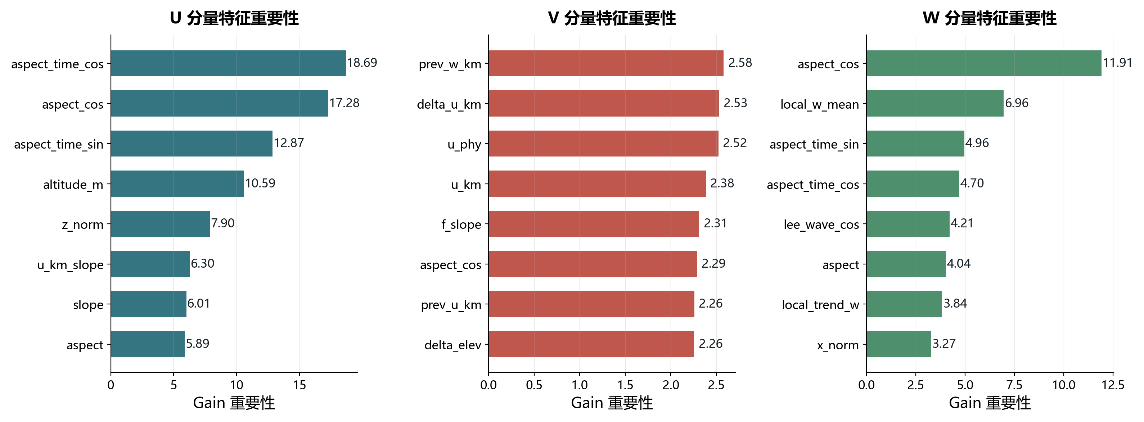 U 分量特征重要性
aspect_time_cos
18.69
aspect_cos
17.28
aspect_time_sin
12.87
altitude_m
10.59
z_norm
7.90
u_km_slope
6.30
slope
6.01
aspect
5.89
0 5 10 15
Gain 重要性
V 分量特征重要性
prev_w_km
2.58
delta_u_km
2.53
u_phy
2.52
u_km
2.38
f_slope
2.31
aspect_cos
2.29
prev_u_km
2.26
delta_elev
2.26
0.0 0.5 1.0 1.5 2.0 2.5
Gain 重要性
W 分量特征重要性
aspect_cos
11.91
local_w_mean
6.96
aspect_time_sin
4.96
aspect_time_cos
4.70
lee_wave_cos
4.21
aspect
4.04
local_trend_w
3.84
x_norm
3.27
0.0 2.5 5.0 7.5 10.0 12.5
Gain 重要性